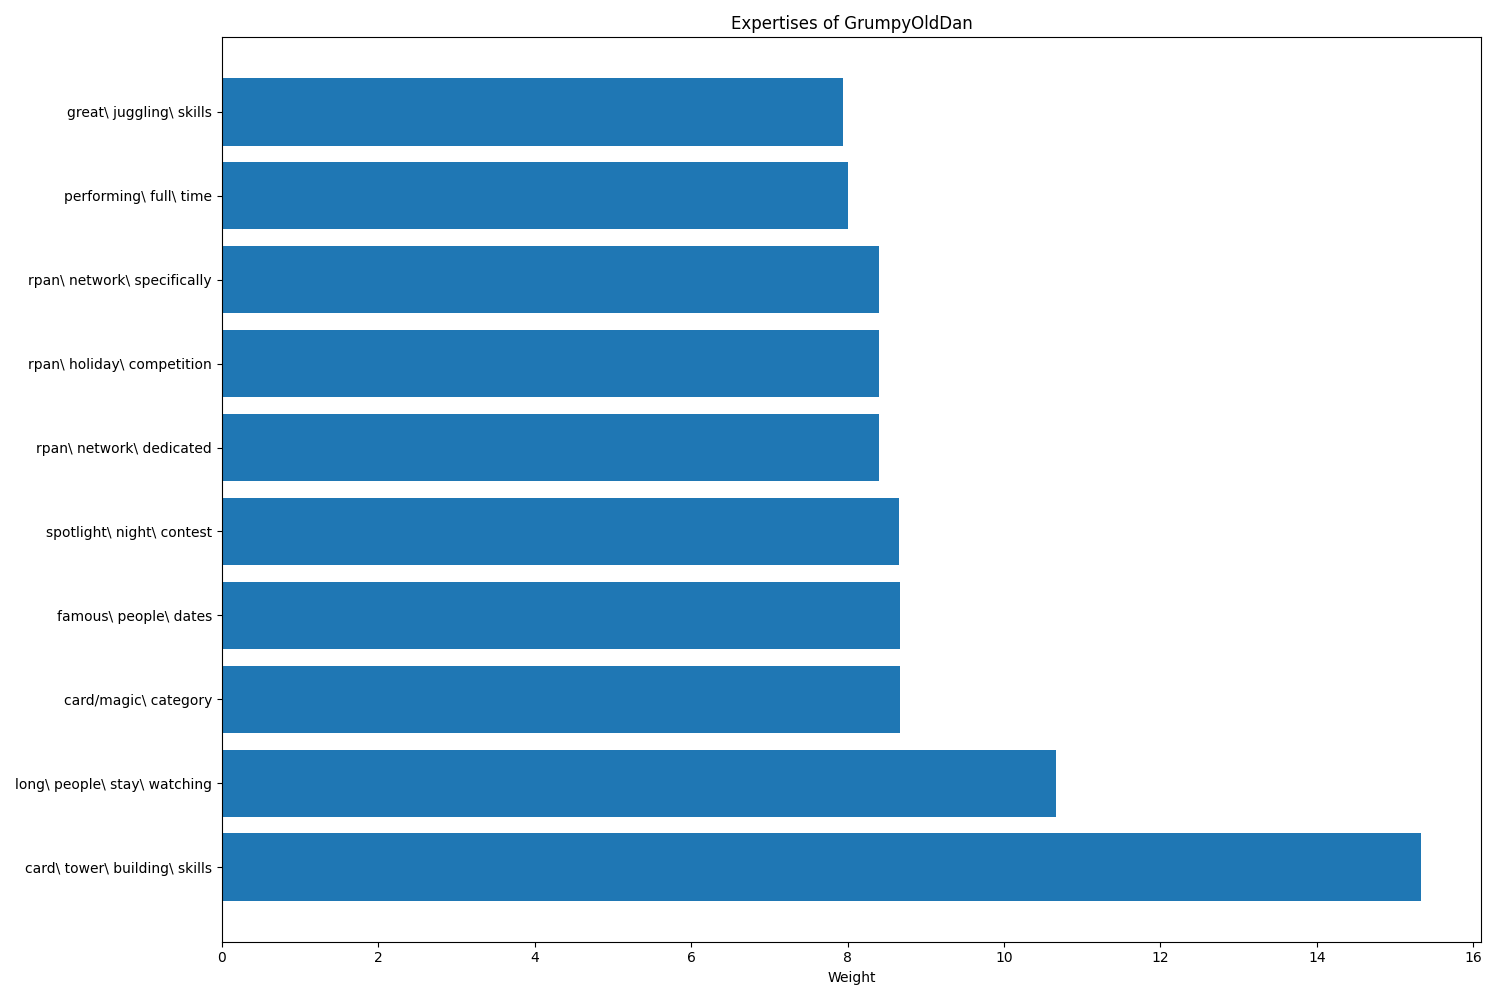 Expertises of GrumpyOldDan
great\ juggling\ skills
performing\ full\ time
rpan\ network\ specifically
rpan\ holiday\ competition
rpan\ network\ dedicated
spotlight\ night\ contest
famous\ people\ dates
card/magic\ category
long\ people\ stay\ watching
card\ tower\ building\ skills
0 2 4 6 8 10 12 14 16
Weight